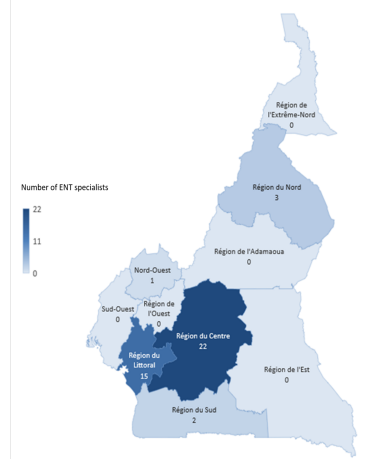 Région de
l'Extrême-Nord
0
Number of ENT specialists
22
11
0
Région du Nord
3
Région de l'Adamaoua
0
Nord-Ouest
1
Sud-Ouest
0
Région de
l'Ouest
0
Région du Centre
22
Région du
Littoral
15
Région de l'Est
0
Région du Sud
2